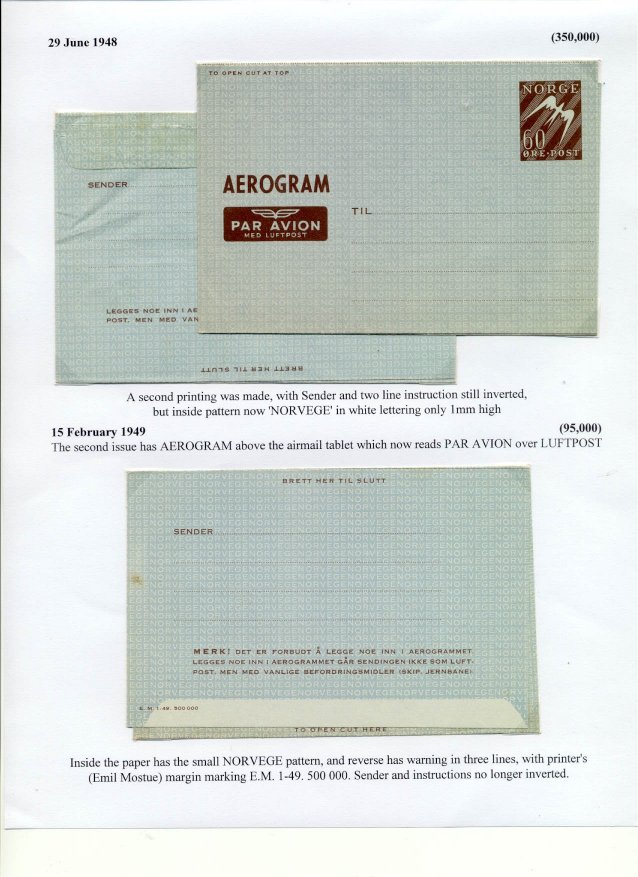 29 June 1948
(350,000)
TO OPEN CUT AT TOP
NORGE
60
ØRE·POST
SENDER
AEROGRAM
TIL
PAR AVION
MED LUFTPOST
LEGGES NOE INN I AE
POST, MEN MED VAN
BRETT HER TIL SLUTT
A second printing was made, with Sender and two line instruction still inverted,
but inside pattern now 'NORVEGE' in white lettering only 1mm high
15 February 1949
(95,000)
The second issue has AEROGRAM above the airmail tablet which now reads PAR AVION over LUFTPOST
BRETT HER TIL SLUTT
SENDER
MERK! DET ER FORBUDT Å LEGGE NOE INN I AEROGRAMMET.
LEGGES NOE INN I AEROGRAMMET GÅR SENDINGEN IKKE SOM LUFT-
POST, MEN MED VANLIGE BEFORDRINGSMIDLER (SKIP, JERNBANE)
E. M. 1-49. 500 000
TO OPEN CUT HERE
Inside the paper has the small NORVEGE pattern, and reverse has warning in three lines, with printer's
(Emil Mostue) margin marking E.M. 1-49. 500 000. Sender and instructions no longer inverted.